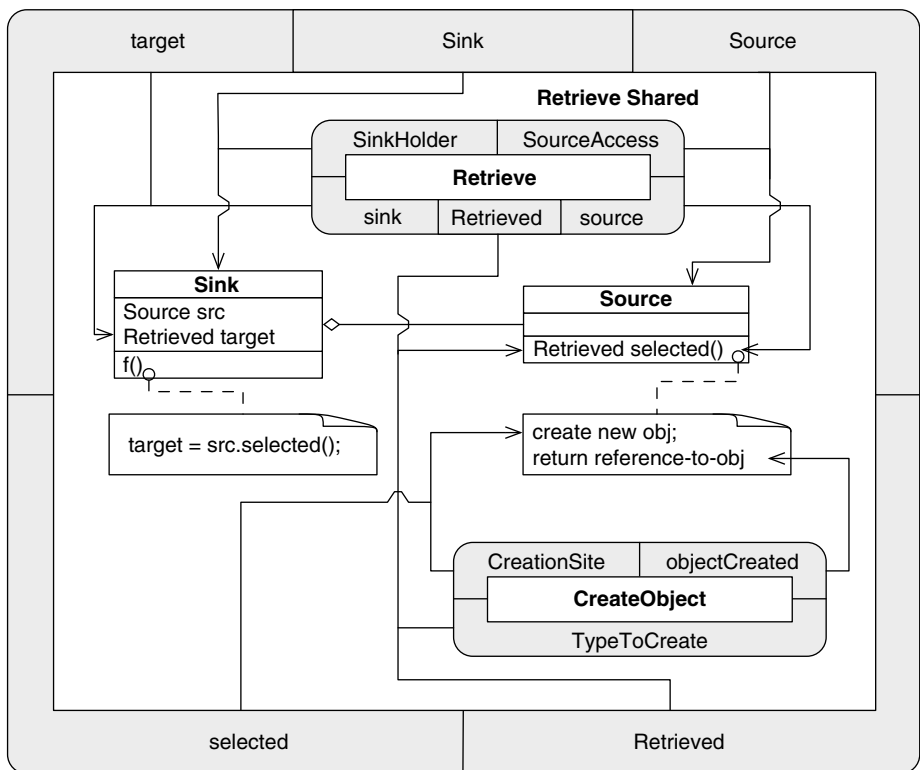 target
Sink
Source
Retrieve Shared
SinkHolder
SourceAccess
Retrieve
sink
Retrieved
source
Sink
Source src
Retrieved target
f()
Source
Retrieved selected()
target = src.selected();
create new obj;
return reference-to-obj
CreationSite
objectCreated
CreateObject
TypeToCreate
selected
Retrieved